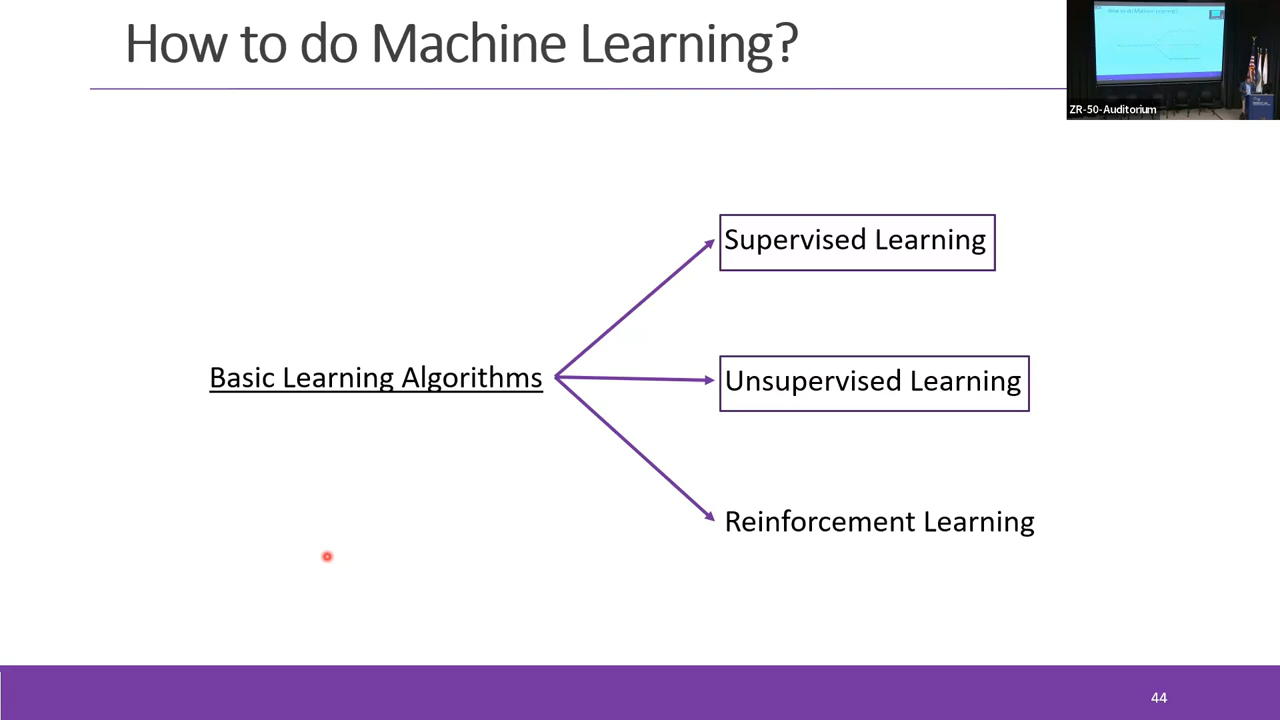 How to do Machine Learning?
ZR-50-Auditorium
Supervised Learning
Basic Learning Algorithms
Unsupervised Learning
Reinforcement Learning
44